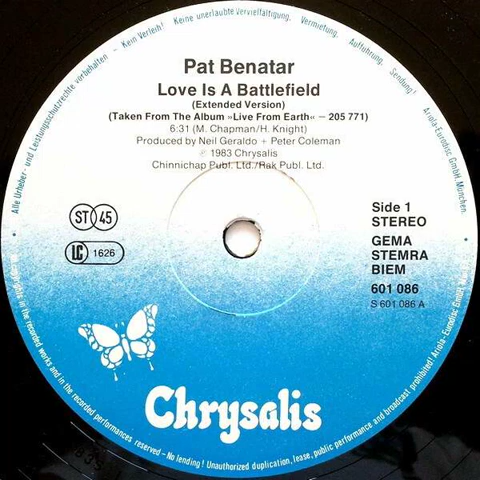 Alle Urheber- und Leistungsschutzrechte vorbehalten - Kein Verleih! Keine unerlaubte Vervielfältigung, Vermietung, Aufführung, Sendung! Ariola-Eurodisc GmbH, München.
Pat Benatar
Love Is A Battlefield
(Extended Version)
(Taken From The Album »Live From Earth« – 205 771)
6:31 (M. Chapman/H. Knight)
Produced by Neil Geraldo + Peter Coleman
℗ 1983 Chrysalis
Chinnichap Publ. Ltd./Rak Publ. Ltd.
Side 1
STEREO
ST 45
GEMA
STEMRA
BIEM
LC 1626
601 086
S 601 086 A
Chrysalis
in the recorded works and in the recorded performances reserved - No lending! Unauthorized duplication, lease, public performance and broadcast prohibited! Ariola-Eurodisc GmbH